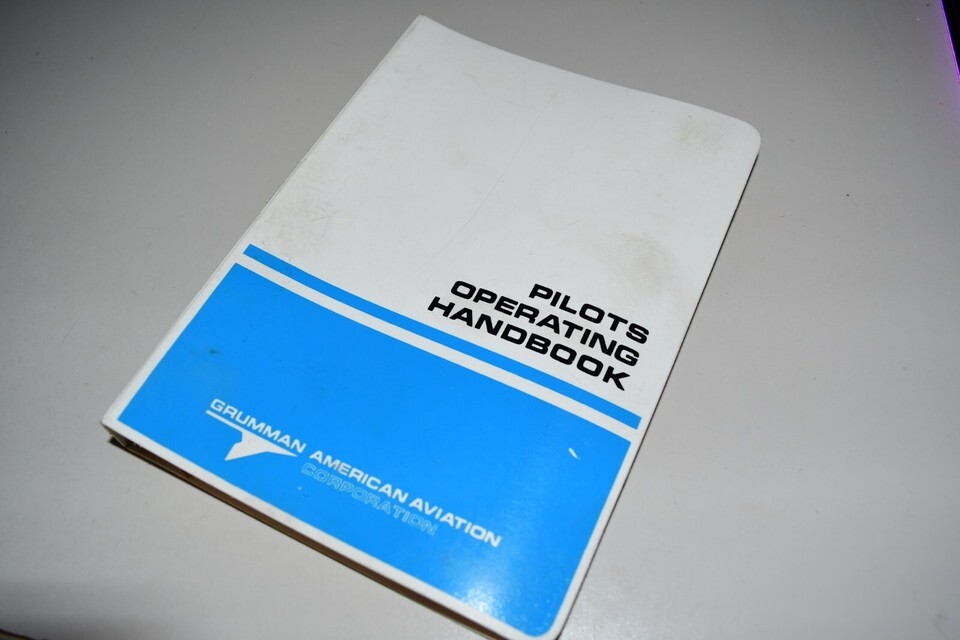 PILOTS
OPERATING
HANDBOOK
GRUMMAN AMERICAN AVIATION
CORPORATION